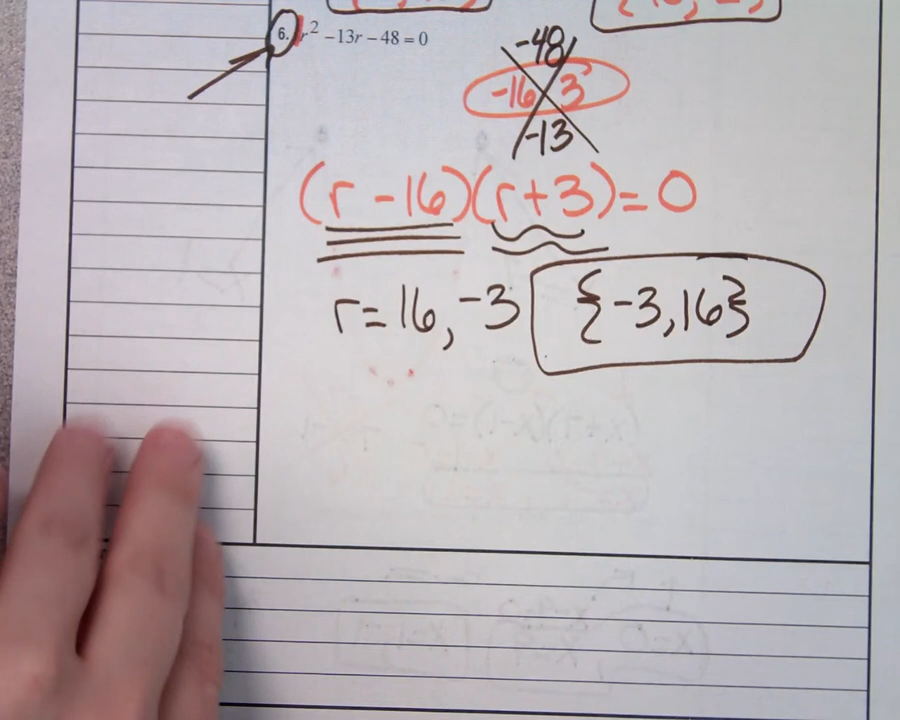 6. r² − 13r − 48 = 0
-48
-16 3
-13
(r - 16)(r + 3) = 0
r = 16, -3 {-3, 16}